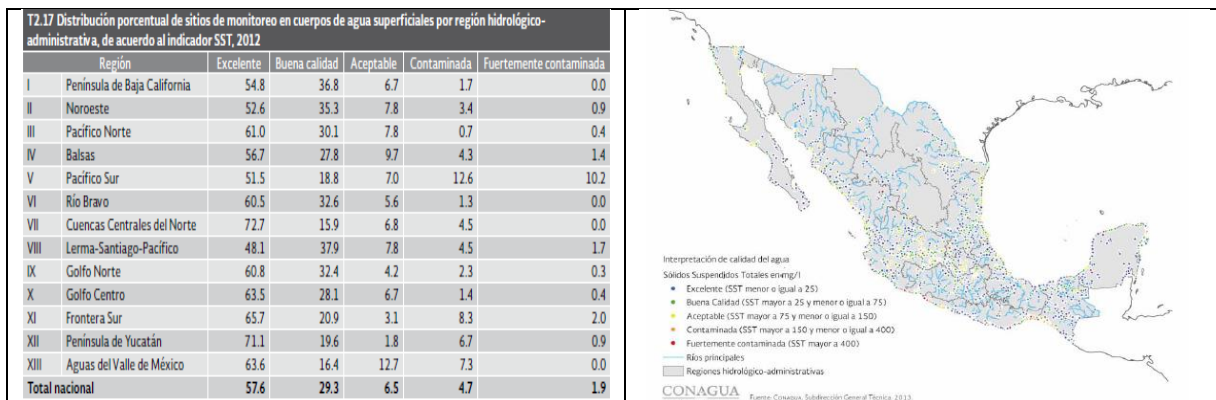 T2.17 Distribución porcentual de sitios de monitoreo en cuerpos de agua superficiales por región hidrológico-
administrativa, de acuerdo al indicador SST, 2012
Región Excelente Buena calidad Aceptable Contaminada Fuertemente contaminada
I Península de Baja California 54.8 36.8 6.7 1.7 0.0
II Noroeste 52.6 35.3 7.8 3.4 0.9
III Pacífico Norte 61.0 30.1 7.8 0.7 0.4
IV Balsas 56.7 27.8 9.7 4.3 1.4
V Pacífico Sur 51.5 18.8 7.0 12.6 10.2
VI Río Bravo 60.5 32.6 5.6 1.3 0.0
VII Cuencas Centrales del Norte 72.7 15.9 6.8 4.5 0.0
VIII Lerma-Santiago-Pacífico 48.1 37.9 7.8 4.5 1.7
IX Golfo Norte 60.8 32.4 4.2 2.3 0.3
X Golfo Centro 63.5 28.1 6.7 1.4 0.4
XI Frontera Sur 65.7 20.9 3.1 8.3 2.0
XII Península de Yucatán 71.1 19.6 1.8 6.7 0.9
XIII Aguas del Valle de México 63.6 16.4 12.7 7.3 0.0
Total nacional 57.6 29.3 6.5 4.7 1.9
Interpretación de calidad del agua
Sólidos Suspendidos Totales en mg/l
Excelente (SST menor o igual a 25)
Buena Calidad (SST mayor a 25 y menor o igual a 75)
Aceptable (SST mayor a 75 y menor o igual a 150)
Contaminada (SST mayor a 150 y menor o igual a 400)
Fuertemente contaminada (SST mayor a 400)
Ríos principales
Regiones hidrológico-administrativas
CONAGUA Fuente: Conagua. Subdirección General Técnica. 2013